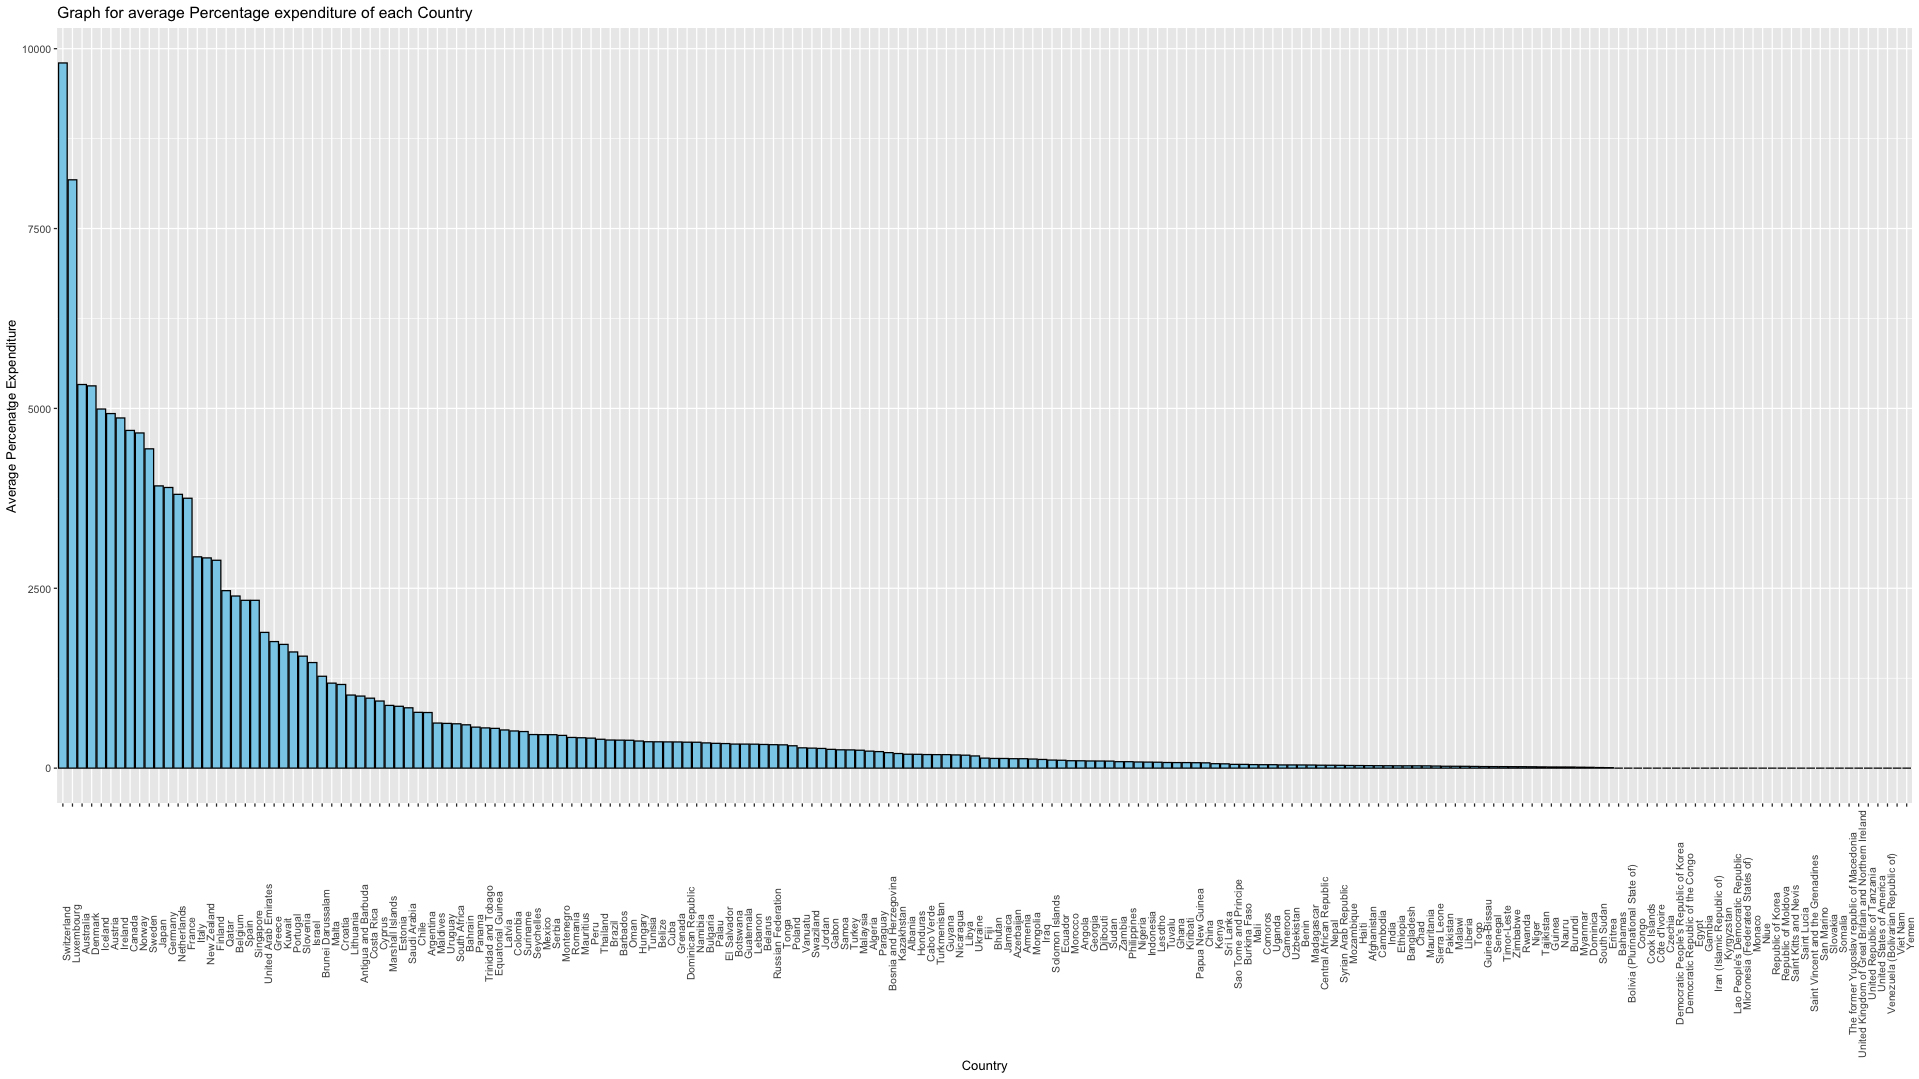 Graph for average Percentage expenditure of each Country
Average Percenatge Expenditure
10000
7500
5000
2500
0
Switzerland
Luxembourg
Australia
Denmark
Iceland
Austria
Ireland
Canada
Norway
Sweden
Japan
Germany
Netherlands
France
Italy
New Zealand
Finland
Qatar
Belgium
Spain
Singapore
United Arab Emirates
Greece
Kuwait
Portugal
Slovenia
Israel
Brunei Darussalam
Malta
Croatia
Lithuania
Antigua and Barbuda
Costa Rica
Cyprus
Marshall Islands
Estonia
Saudi Arabia
Chile
Argentina
Maldives
Uruguay
South Africa
Bahrain
Panama
Trinidad and Tobago
Equatorial Guinea
Latvia
Colombia
Suriname
Seychelles
Mexico
Serbia
Montenegro
Romania
Mauritius
Peru
Thailand
Brazil
Barbados
Oman
Hungary
Tunisia
Belize
Cuba
Grenada
Dominican Republic
Namibia
Bulgaria
Palau
El Salvador
Botswana
Guatemala
Lebanon
Belarus
Russian Federation
Tonga
Poland
Vanuatu
Swaziland
Jordan
Gabon
Samoa
Turkey
Malaysia
Algeria
Paraguay
Bosnia and Herzegovina
Kazakhstan
Albania
Honduras
Cabo Verde
Turkmenistan
Guyana
Nicaragua
Libya
Ukraine
Fiji
Bhutan
Jamaica
Azerbaijan
Armenia
Mongolia
Iraq
Solomon Islands
Ecuador
Morocco
Angola
Georgia
Djibouti
Sudan
Zambia
Philippines
Nigeria
Indonesia
Lesotho
Tuvalu
Ghana
Kiribati
Papua New Guinea
China
Kenya
Sri Lanka
Sao Tome and Principe
Burkina Faso
Mali
Comoros
Uganda
Cameroon
Uzbekistan
Benin
Madagascar
Central African Republic
Nepal
Syrian Arab Republic
Mozambique
Haiti
Afghanistan
Cambodia
India
Ethiopia
Bangladesh
Chad
Mauritania
Sierra Leone
Pakistan
Malawi
Liberia
Togo
Guinea-Bissau
Senegal
Timor-Leste
Zimbabwe
Rwanda
Niger
Tajikistan
Guinea
Nauru
Burundi
Myanmar
Dominica
South Sudan
Eritrea
Bahamas
Bolivia (Plurinational State of)
Congo
Cook Islands
Côte d'Ivoire
Czechia
Democratic People's Republic of Korea
Democratic Republic of the Congo
Egypt
Gambia
Iran (Islamic Republic of)
Kyrgyzstan
Lao People's Democratic Republic
Micronesia (Federated States of)
Monaco
Niue
Republic of Korea
Republic of Moldova
Saint Kitts and Nevis
Saint Lucia
Saint Vincent and the Grenadines
San Marino
Slovakia
Somalia
The former Yugoslav republic of Macedonia
United Kingdom of Great Britain and Northern Ireland
United Republic of Tanzania
United States of America
Venezuela (Bolivarian Republic of)
Viet Nam
Yemen
Country